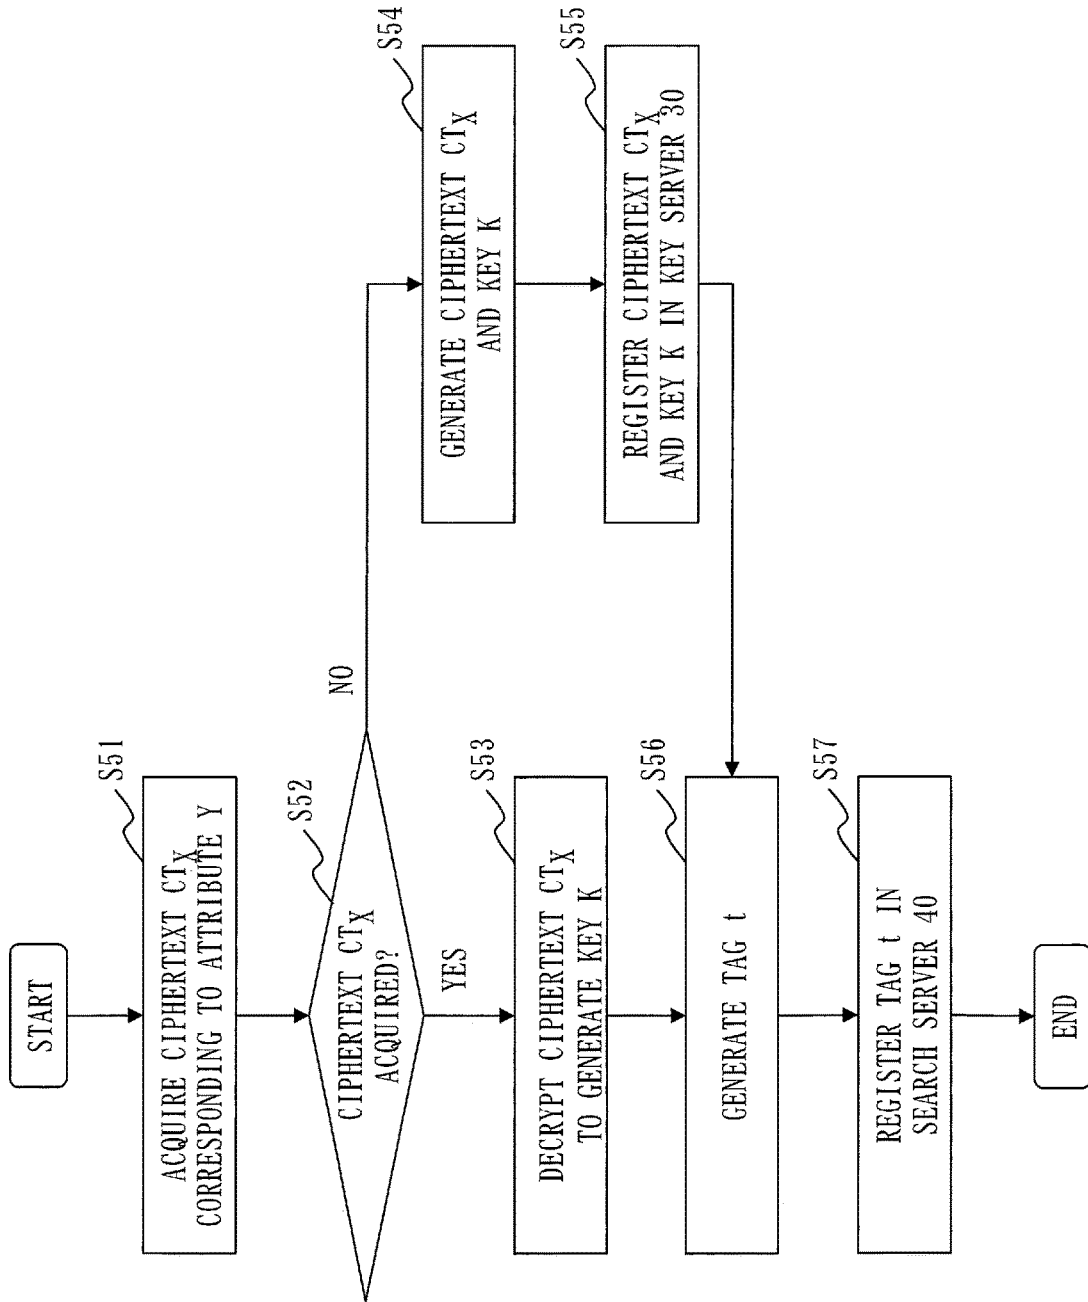 START
S51
ACQUIRE CIPHERTEXT CTX
CORRESPONDING TO ATTRIBUTE Y
S52
CIPHERTEXT CTX
ACQUIRED?
NO
YES
S53
DECRYPT CIPHERTEXT CTX
TO GENERATE KEY K
S54
GENERATE CIPHERTEXT CTX
AND KEY K
S55
REGISTER CIPHERTEXT CTX
AND KEY K IN KEY SERVER 30
S56
GENERATE TAG t
S57
REGISTER TAG t IN
SEARCH SERVER 40
END